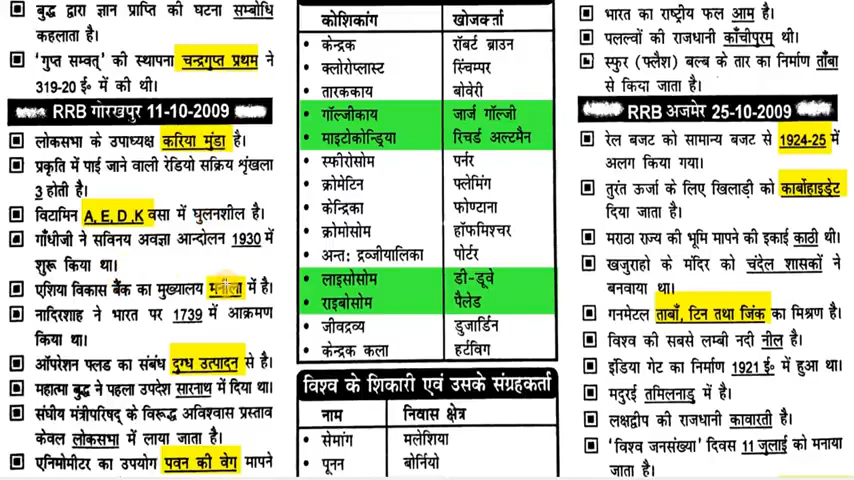 बुद्ध द्वारा ज्ञान प्राप्ति की घटना सम्बोधि
कहलाता है।
'गुप्त सम्वत्' की स्थापना चन्द्रगुप्त प्रथम ने
319-20 ई० में की थी।
RRB गोरखपुर 11-10-2009
लोकसभा के उपाध्यक्ष करिया मुंडा है।
प्रकृति में पाई जाने वाली रेडियो सक्रिय शृंखला
3 होती है।
विटामिन A, E, D ,K वसा में घुलनशील है।
गाँधीजी ने सविनय अवज्ञा आन्दोलन 1930 में
शुरू किया था।
एशिया विकास बैंक का मुख्यालय मनीला में है।
नादिरशाह ने भारत पर 1739 में आक्रमण
किया था।
ऑपरेशन फ्लड का संबंध दुग्ध उत्पादन से है।
महात्मा बुद्ध ने पहला उपदेश सारनाथ में दिया था।
संघीय मंत्रीपरिषद् के विरूद्ध अविश्वास प्रस्ताव
केवल लोकसभा में लाया जाता है।
एनिमोमीटर का उपयोग पवन की वेग मापने
कोशिकांग खोजकर्त्ता
केन्द्रक रॉबर्ट ब्राउन
क्लोरोप्लास्ट स्चिंम्पर
तारककाय बोवेरी
गॉल्जीकाय जार्ज गॉल्जी
माइटोकोन्ड्रिया रिचर्ड अल्टमैन
स्फीरोसोम पर्नर
क्रोमेटिन फ्लेमिंग
केन्द्रिका फोण्टाना
क्रोमोसोम हॉफमिश्चर
अन्त: द्रव्जीयालिका पोर्टर
लाइसोसोम डी-डूवे
राइबोसोम पैलेड
जीवद्रव्य डुजार्डिन
केन्द्रक कला हर्टविग
विश्व के शिकारी एवं उसके संग्रहकर्ता
नाम निवास क्षेत्र
सेमांग मलेशिया
पूनन बोर्नियो
भारत का राष्ट्रीय फल आम है।
पललवों की राजधानी काँचीपुरम् थी।
स्फुर (फ्लैश) बल्ब के तार का निर्माण ताँबा
से किया जाता है।
RRB अजमेर 25-10-2009
रेल बजट को सामान्य बजट से 1924-25 में
अलग किया गया।
तुरंत ऊर्जा के लिए खिलाड़ी को कार्बोहाइड्रेट
दिया जाता है।
मराठा राज्य की भूमि मापने की इकाई काठी थी।
खजुराहो के मंदिर को चंदेल शासकों ने
बनवाया था।
गनमेटल ताबाँ, टिन तथा जिंक का मिश्रण है।
विश्व की सबसे लम्बी नदी नील है।
इंडिया गेट का निर्माण 1921 ई० में हुआ था।
मदुरई तमिलनाडु में है।
लक्षद्वीप की राजधानी कावारती है।
'विश्व जनसंख्या' दिवस 11 जुलाई को मनाया
जाता है।